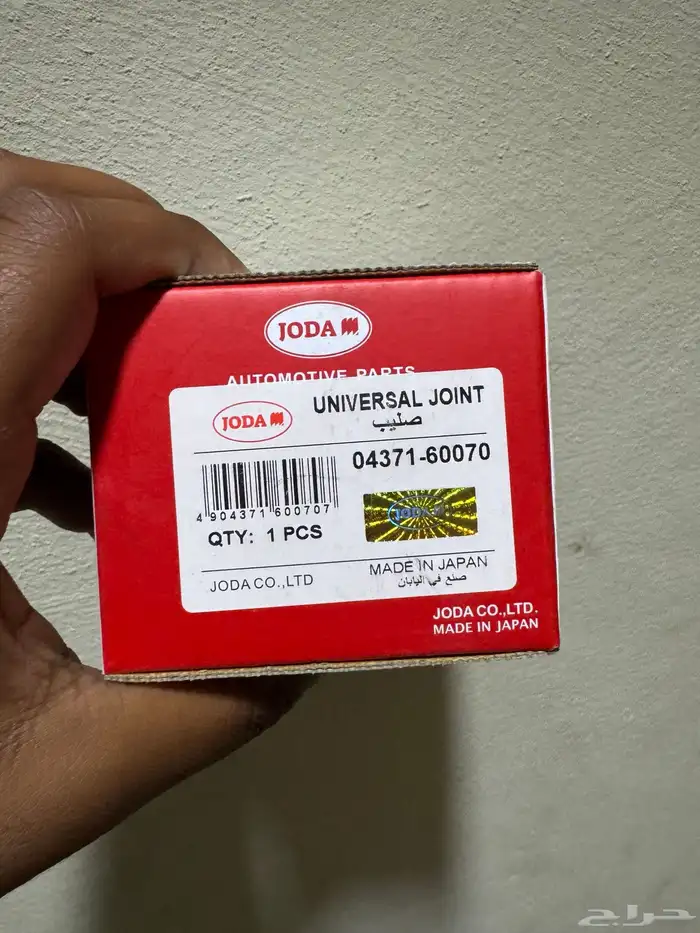 JODA
AUTOMOTIVE PARTS
JODA
UNIVERSAL JOINT
صليب
04371-60070
4 904371 600707
JODA
QTY: 1 PCS
MADE IN JAPAN
صنع في اليابان
JODA CO.,LTD
JODA CO.,LTD.
MADE IN JAPAN
حراج